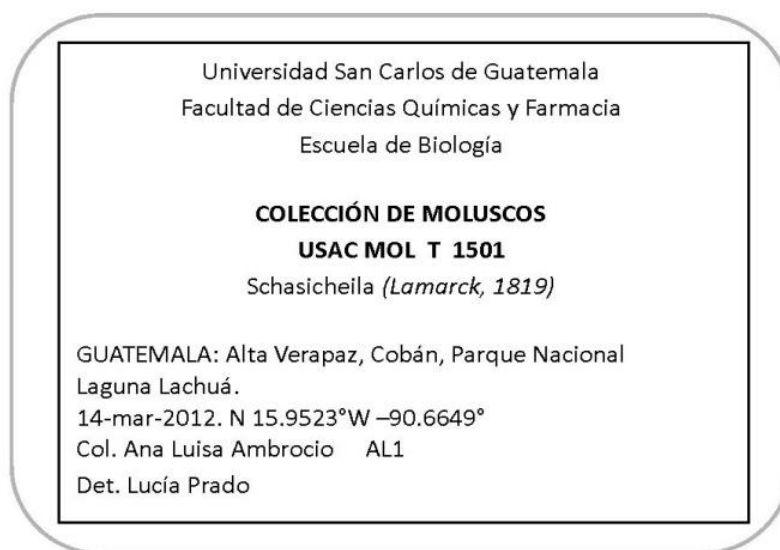 Universidad San Carlos de Guatemala
Facultad de Ciencias Químicas y Farmacia
Escuela de Biología
COLECCIÓN DE MOLUSCOS
USAC MOL T 1501
Schasicheila (Lamarck, 1819)
GUATEMALA: Alta Verapaz, Cobán, Parque Nacional
Laguna Lachuá.
14-mar-2012. N 15.9523°W –90.6649°
Col. Ana Luisa Ambrocio AL1
Det. Lucía Prado